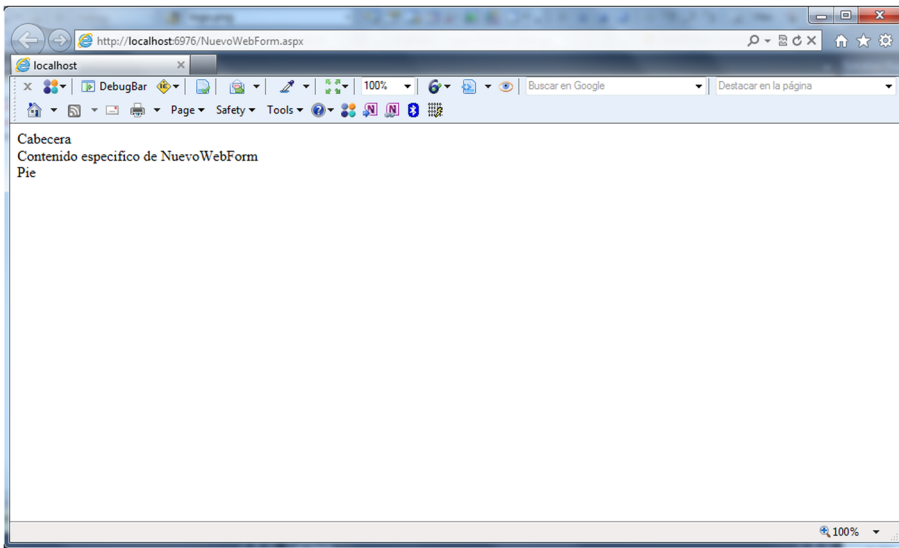 http://localhost:6976/NuevoWebForm.aspx
localhost
DebugBar 100% Buscar en Google Destacar en la página
Page Safety Tools
Cabecera
Contenido especifico de NuevoWebForm
Pie
100%